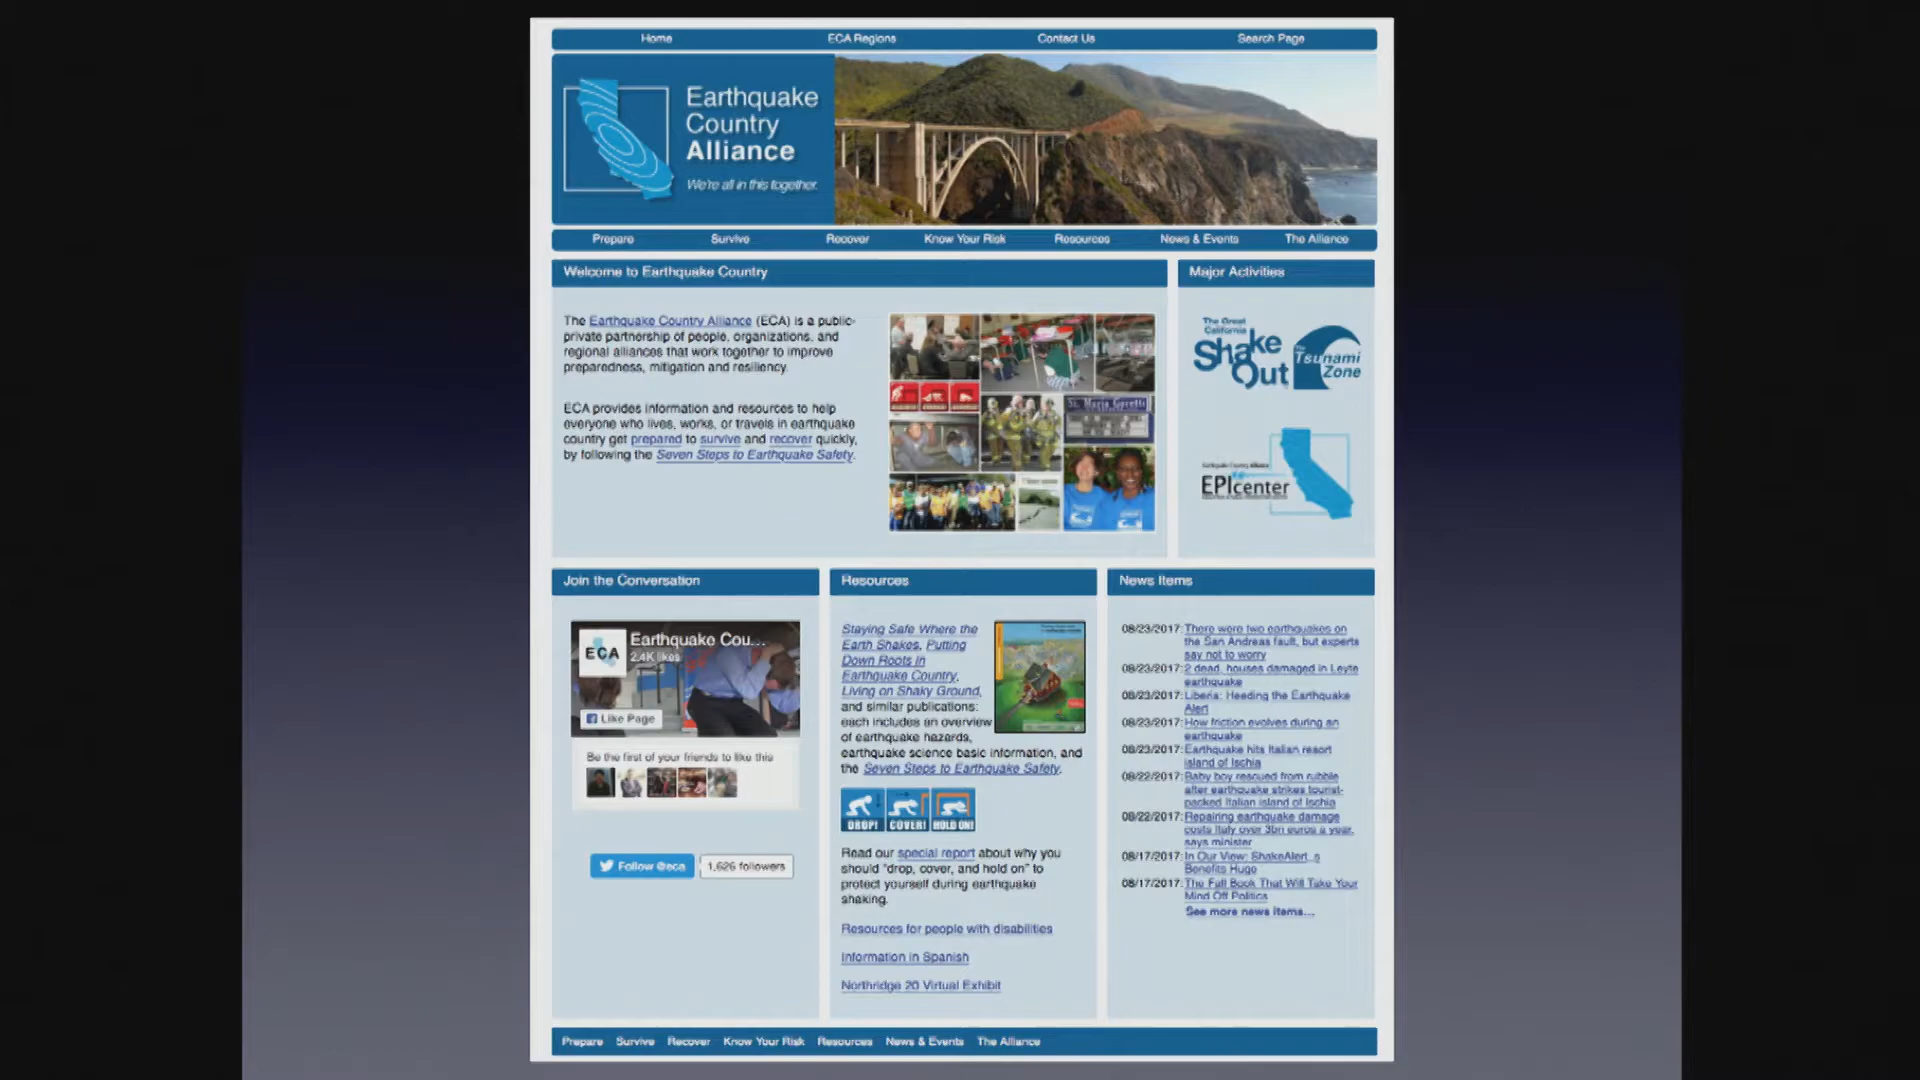 Home ECA Regions Contact Us Search Page
Earthquake
Country
Alliance
We're all in this together.
Prepare Survive Recover Know Your Risk Resources News & Events The Alliance
Welcome to Earthquake Country
The Earthquake Country Alliance (ECA) is a public-
private partnership of people, organizations, and
regional alliances that work together to improve
preparedness, mitigation and resiliency.
ECA provides information and resources to help
everyone who lives, works, or travels in earthquake
country get prepared to survive and recover quickly,
by following the Seven Steps to Earthquake Safety.
St. Maria Goretti
Major Activities
The Great
California
Shake
Out
The
Tsunami
Zone
Earthquake Country Alliance
EPIcenter
Join the Conversation
ECA
Earthquake Cou...
2.4K likes
Like Page
Be the first of your friends to like this
Follow @eca 1,626 followers
Resources
Staying Safe Where the
Earth Shakes, Putting
Down Roots in
Earthquake Country,
Living on Shaky Ground,
and similar publications:
each includes an overview
of earthquake hazards,
earthquake science basic information, and
the Seven Steps to Earthquake Safety.
DROP! COVER! HOLD ON!
Read our special report about why you
should "drop, cover, and hold on" to
protect yourself during earthquake
shaking.
Resources for people with disabilities
Information in Spanish
Northridge 20 Virtual Exhibit
News Items
08/23/2017: There were two earthquakes on
the San Andreas fault, but experts
say not to worry
08/23/2017: 2 dead, houses damaged in Leyte
earthquake
08/23/2017: Liberia: Heeding the Earthquake
Alert
08/23/2017: How friction evolves during an
earthquake
08/23/2017: Earthquake hits Italian resort
island of Ischia
08/22/2017: Baby boy rescued from rubble
after earthquake strikes tourist-
packed Italian island of Ischia
08/22/2017: Repairing earthquake damage
costs Italy over 3bn euros a year,
says minister
08/17/2017: In Our View: ShakeAlert,,s
Benefits Huge
08/17/2017: The Full Book That Will Take Your
Mind Off Politics
See more news items...
Prepare Survive Recover Know Your Risk Resources News & Events The Alliance